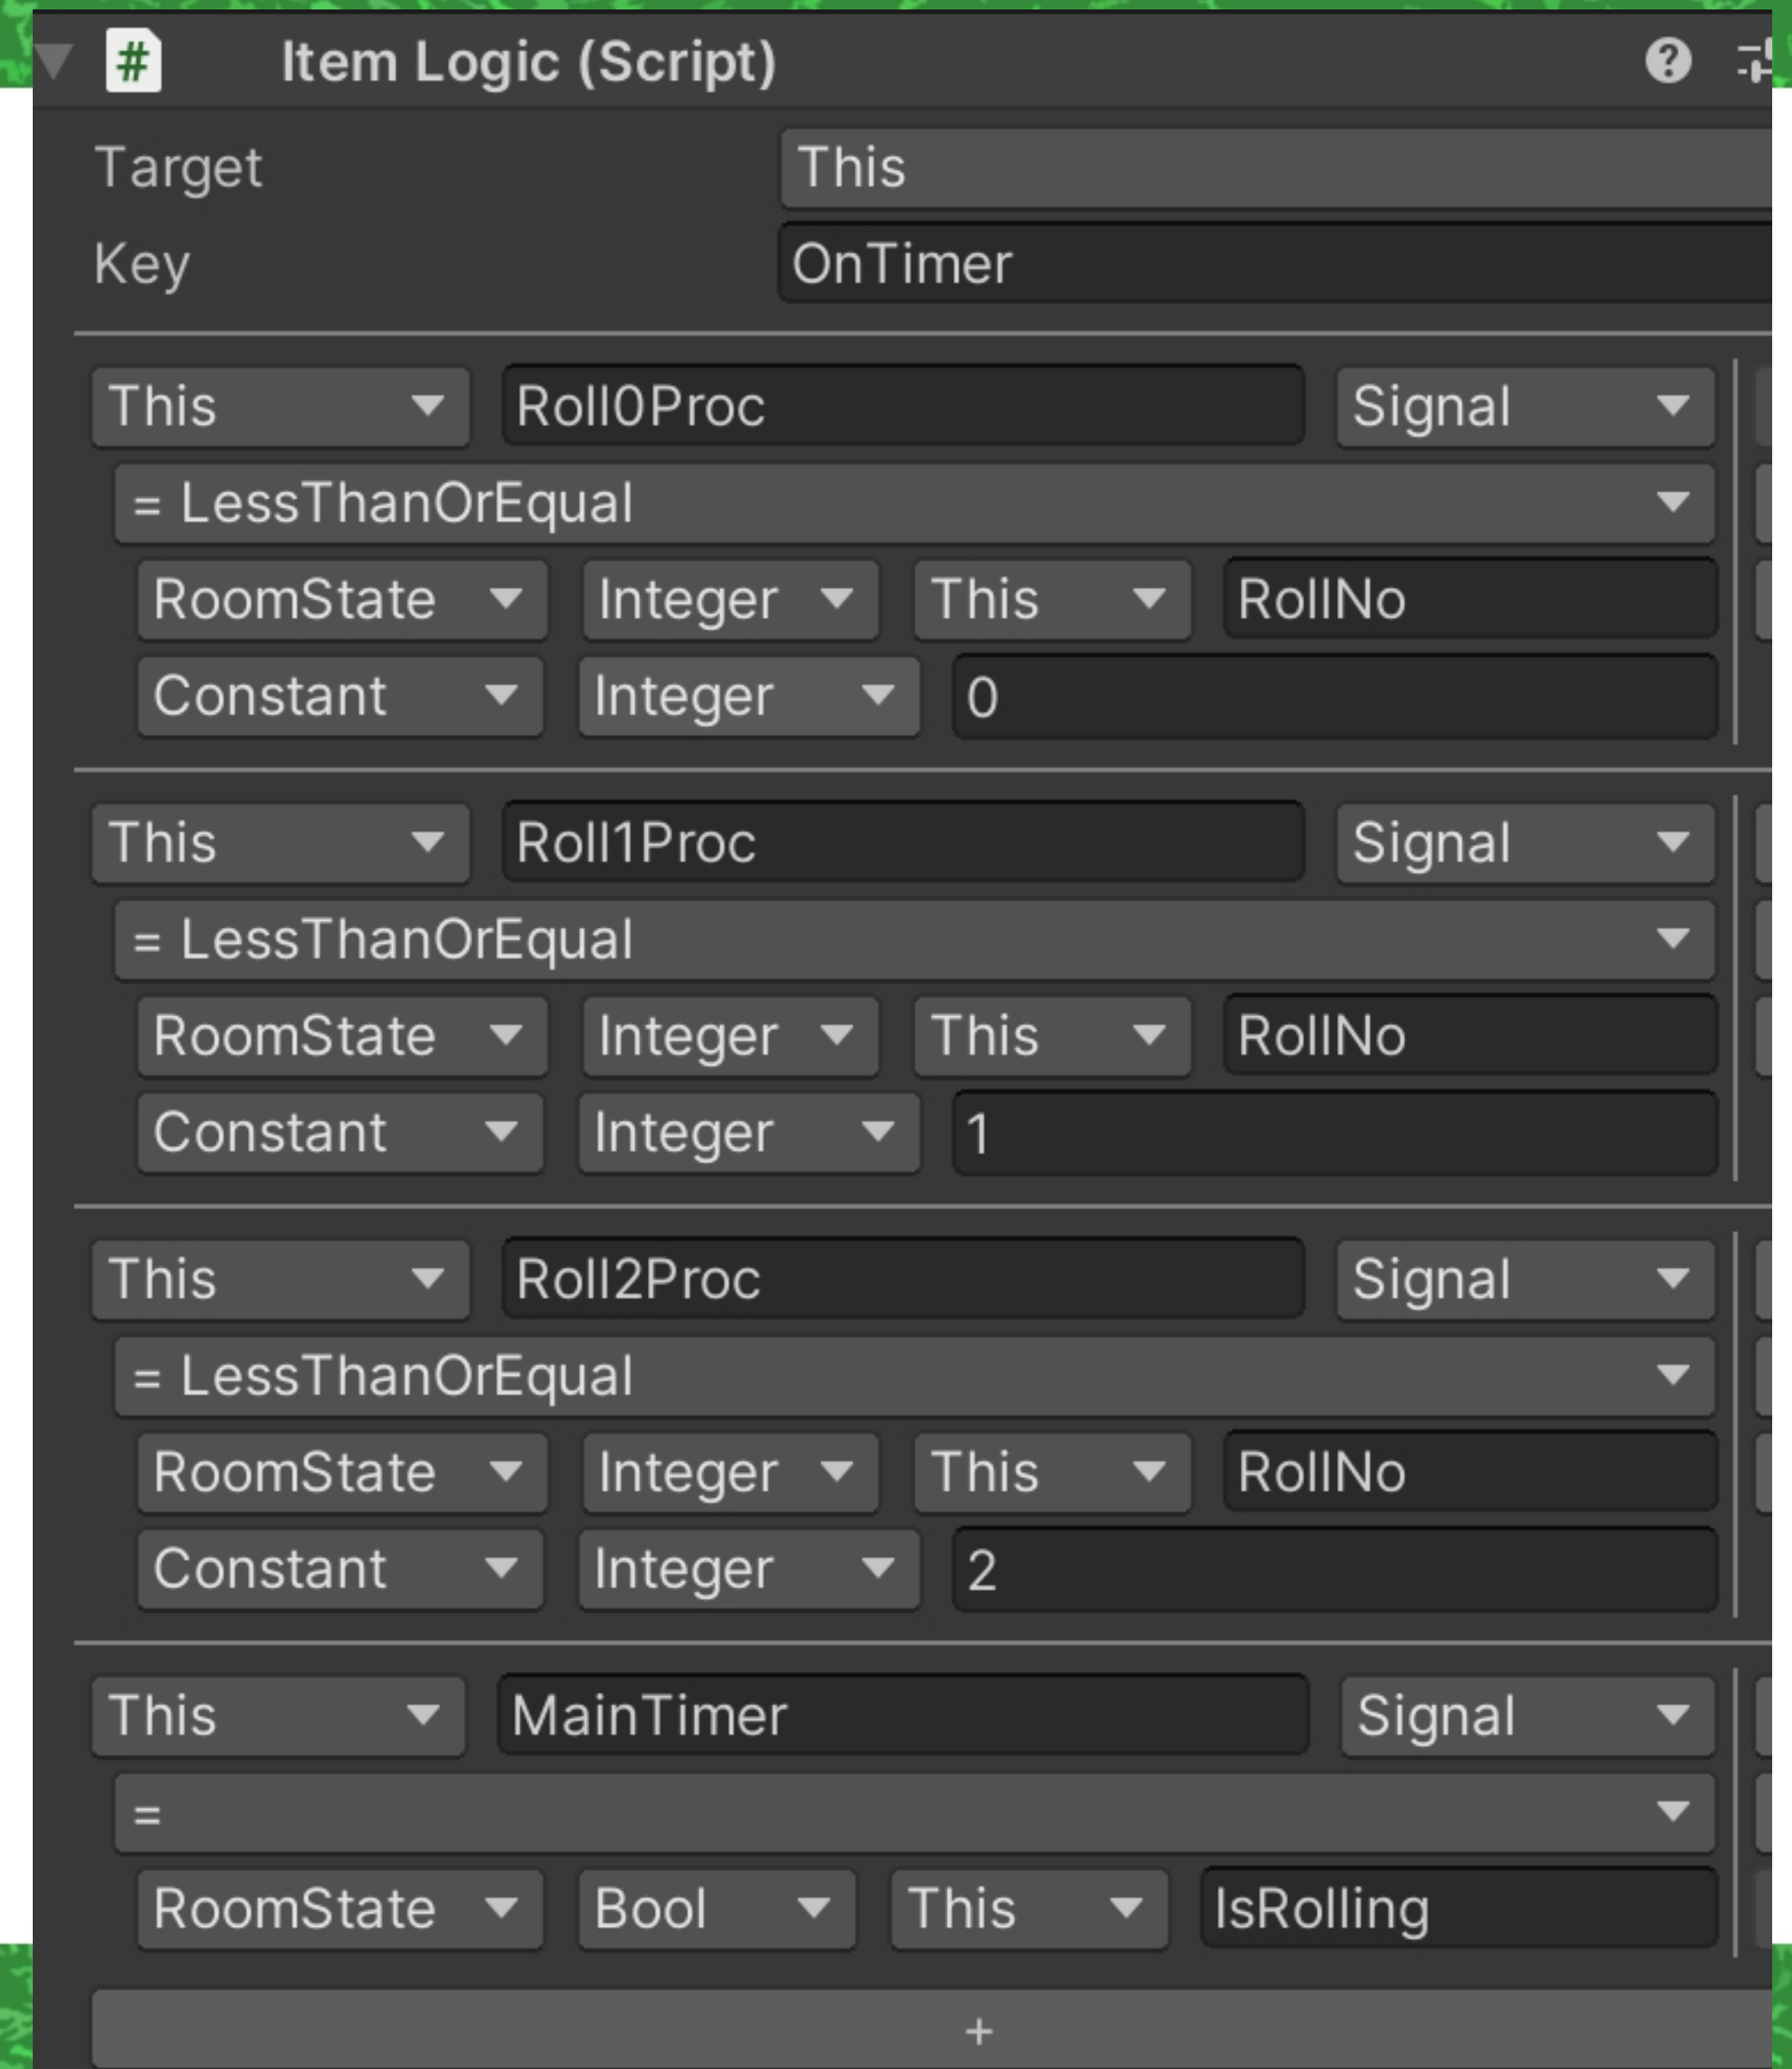 # Item Logic (Script) ?
Target This
Key OnTimer
This Roll0Proc Signal
= LessThanOrEqual
RoomState Integer This RollNo
Constant Integer 0
This Roll1Proc Signal
= LessThanOrEqual
RoomState Integer This RollNo
Constant Integer 1
This Roll2Proc Signal
= LessThanOrEqual
RoomState Integer This RollNo
Constant Integer 2
This MainTimer Signal
=
RoomState Bool This IsRolling
+